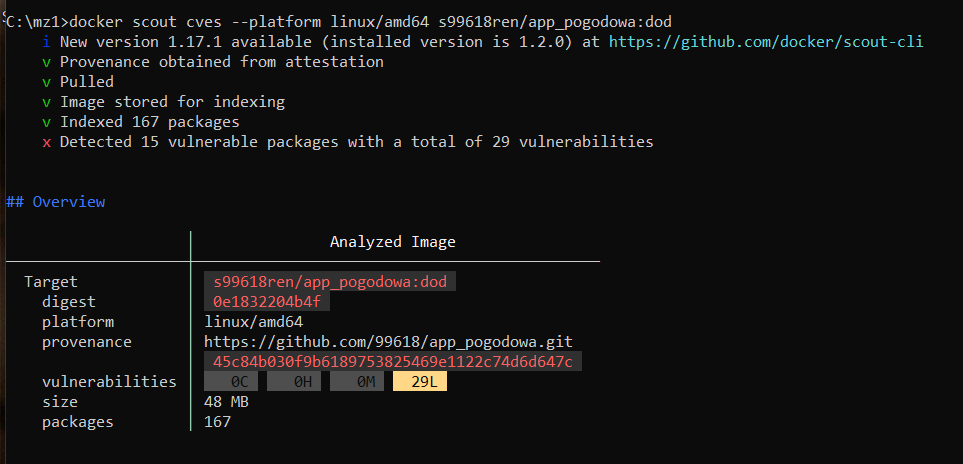 C:\mz1>docker scout cves --platform linux/amd64 s99618ren/app_pogodowa:dod
i New version 1.17.1 available (installed version is 1.2.0) at https://github.com/docker/scout-cli
v Provenance obtained from attestation
v Pulled
v Image stored for indexing
v Indexed 167 packages
x Detected 15 vulnerable packages with a total of 29 vulnerabilities
## Overview
Analyzed Image
Target s99618ren/app_pogodowa:dod
digest 0e1832204b4f
platform linux/amd64
provenance https://github.com/99618/app_pogodowa.git
45c84b030f9b6189753825469e1122c74d6d647c
vulnerabilities 0C 0H 0M 29L
size 48 MB
packages 167